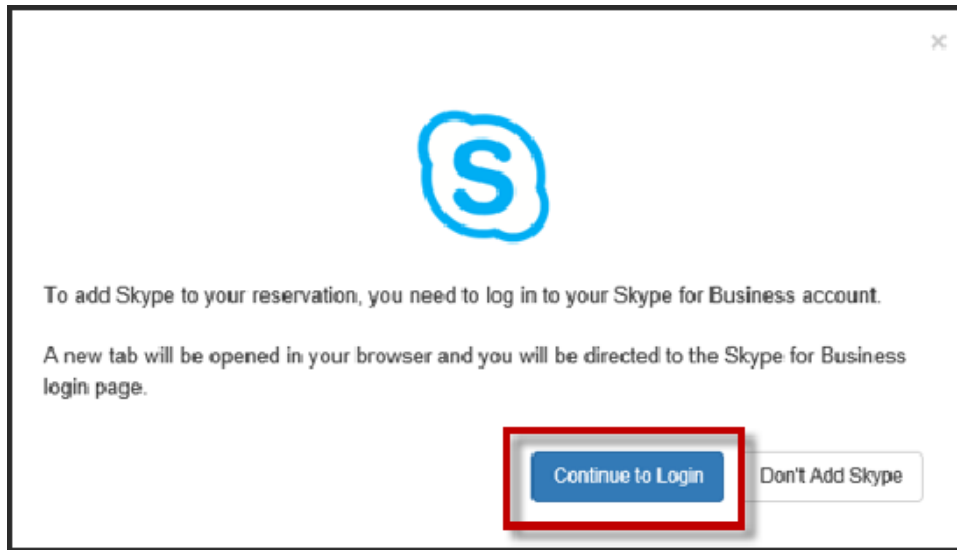 ×
S
To add Skype to your reservation, you need to log in to your Skype for Business account.
A new tab will be opened in your browser and you will be directed to the Skype for Business
login page.
Continue to Login Don't Add Skype